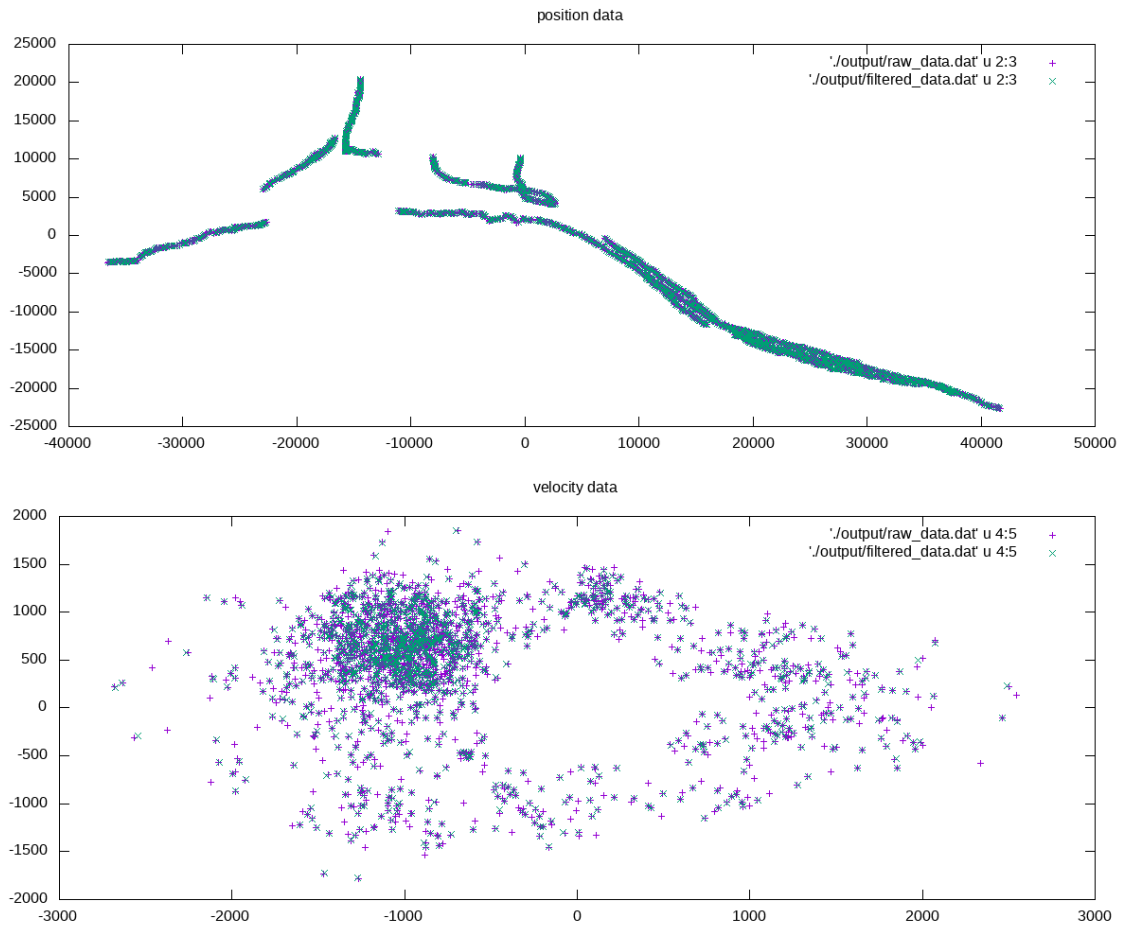 position data
25000
20000
15000
10000
5000
0
-5000
-10000
-15000
-20000
-25000
'./output/raw_data.dat' u 2:3
'./output/filtered_data.dat' u 2:3
-40000 -30000 -20000 -10000 0 10000 20000 30000 40000 50000
velocity data
2000
1500
1000
500
0
-500
-1000
-1500
-2000
'./output/raw_data.dat' u 4:5
'./output/filtered_data.dat' u 4:5
-3000 -2000 -1000 0 1000 2000 3000